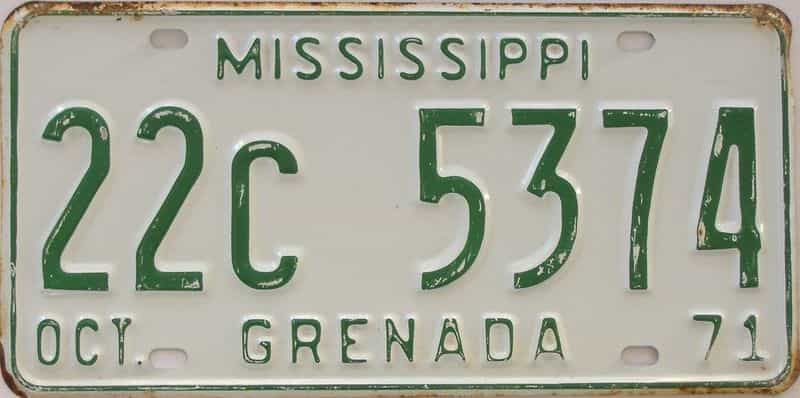 MISSISSIPPI
22C 5374
OCT. GRENADA 71